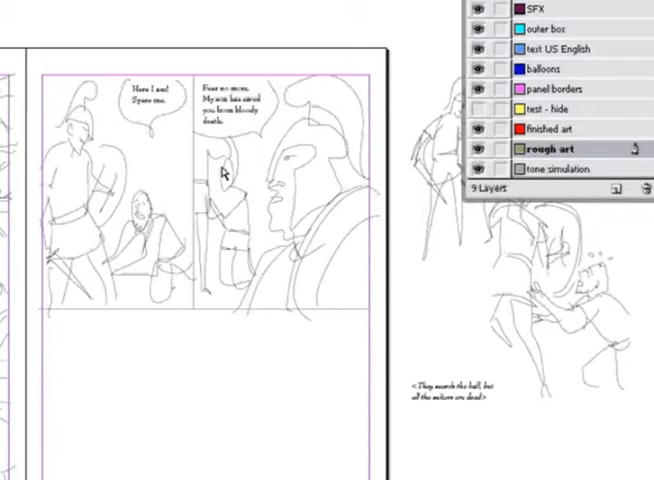 Here I am!
Spare me.
Fear no more.
My son has saved
you from bloody
death.
SFX
outer box
text US English
balloons
panel borders
test - hide
finished art
rough art
tone simulation
9 Layers
<They search the hall, but
all the suitors are dead>